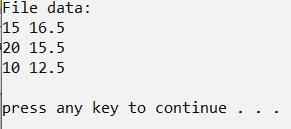 File data:
15 16.5
20 15.5
10 12.5
press any key to continue . . .